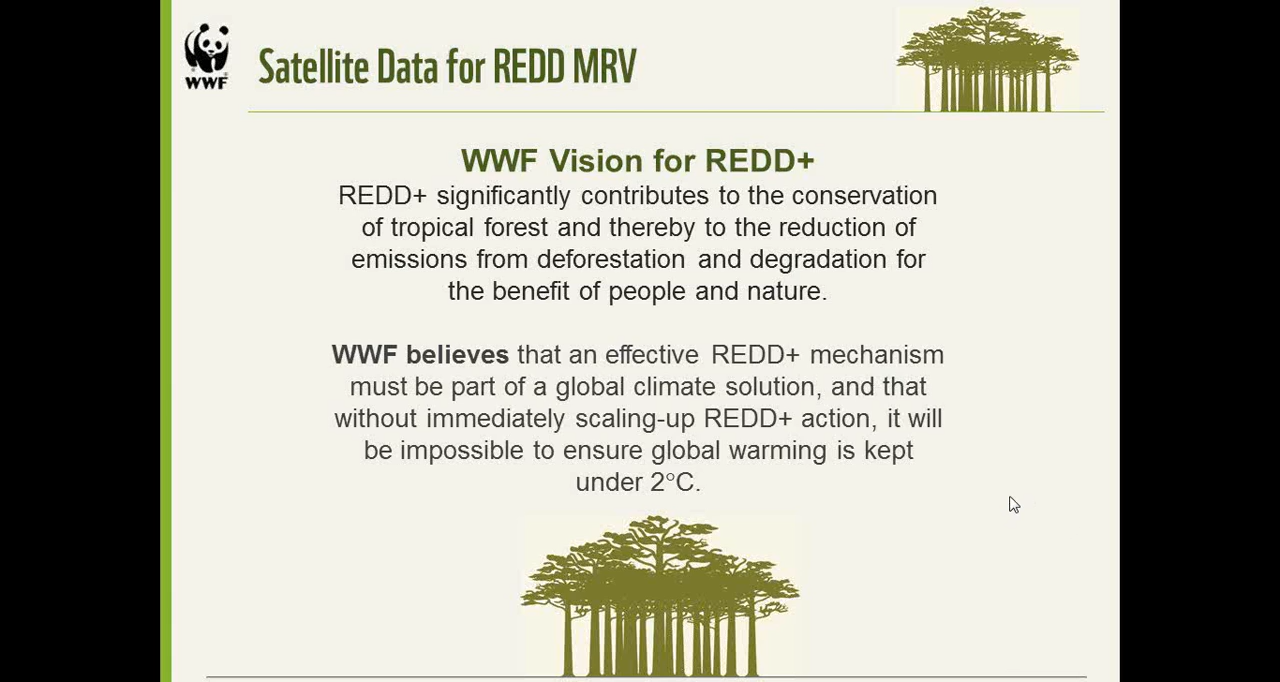 WWF
Satellite Data for REDD MRV
WWF Vision for REDD+
REDD+ significantly contributes to the conservation
of tropical forest and thereby to the reduction of
emissions from deforestation and degradation for
the benefit of people and nature.
WWF believes that an effective REDD+ mechanism
must be part of a global climate solution, and that
without immediately scaling-up REDD+ action, it will
be impossible to ensure global warming is kept
under 2°C.